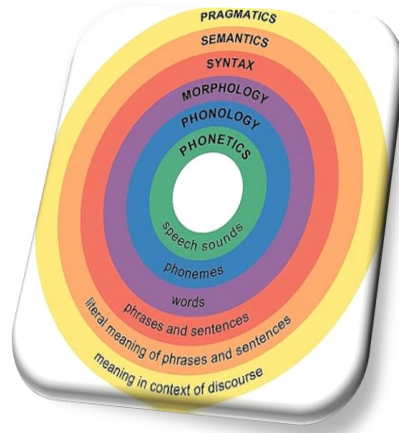 PRAGMATICS
SEMANTICS
SYNTAX
MORPHOLOGY
PHONOLOGY
PHONETICS
speech sounds
phonemes
words
phrases and sentences
literal meaning of phrases and sentences
meaning in context of discourse